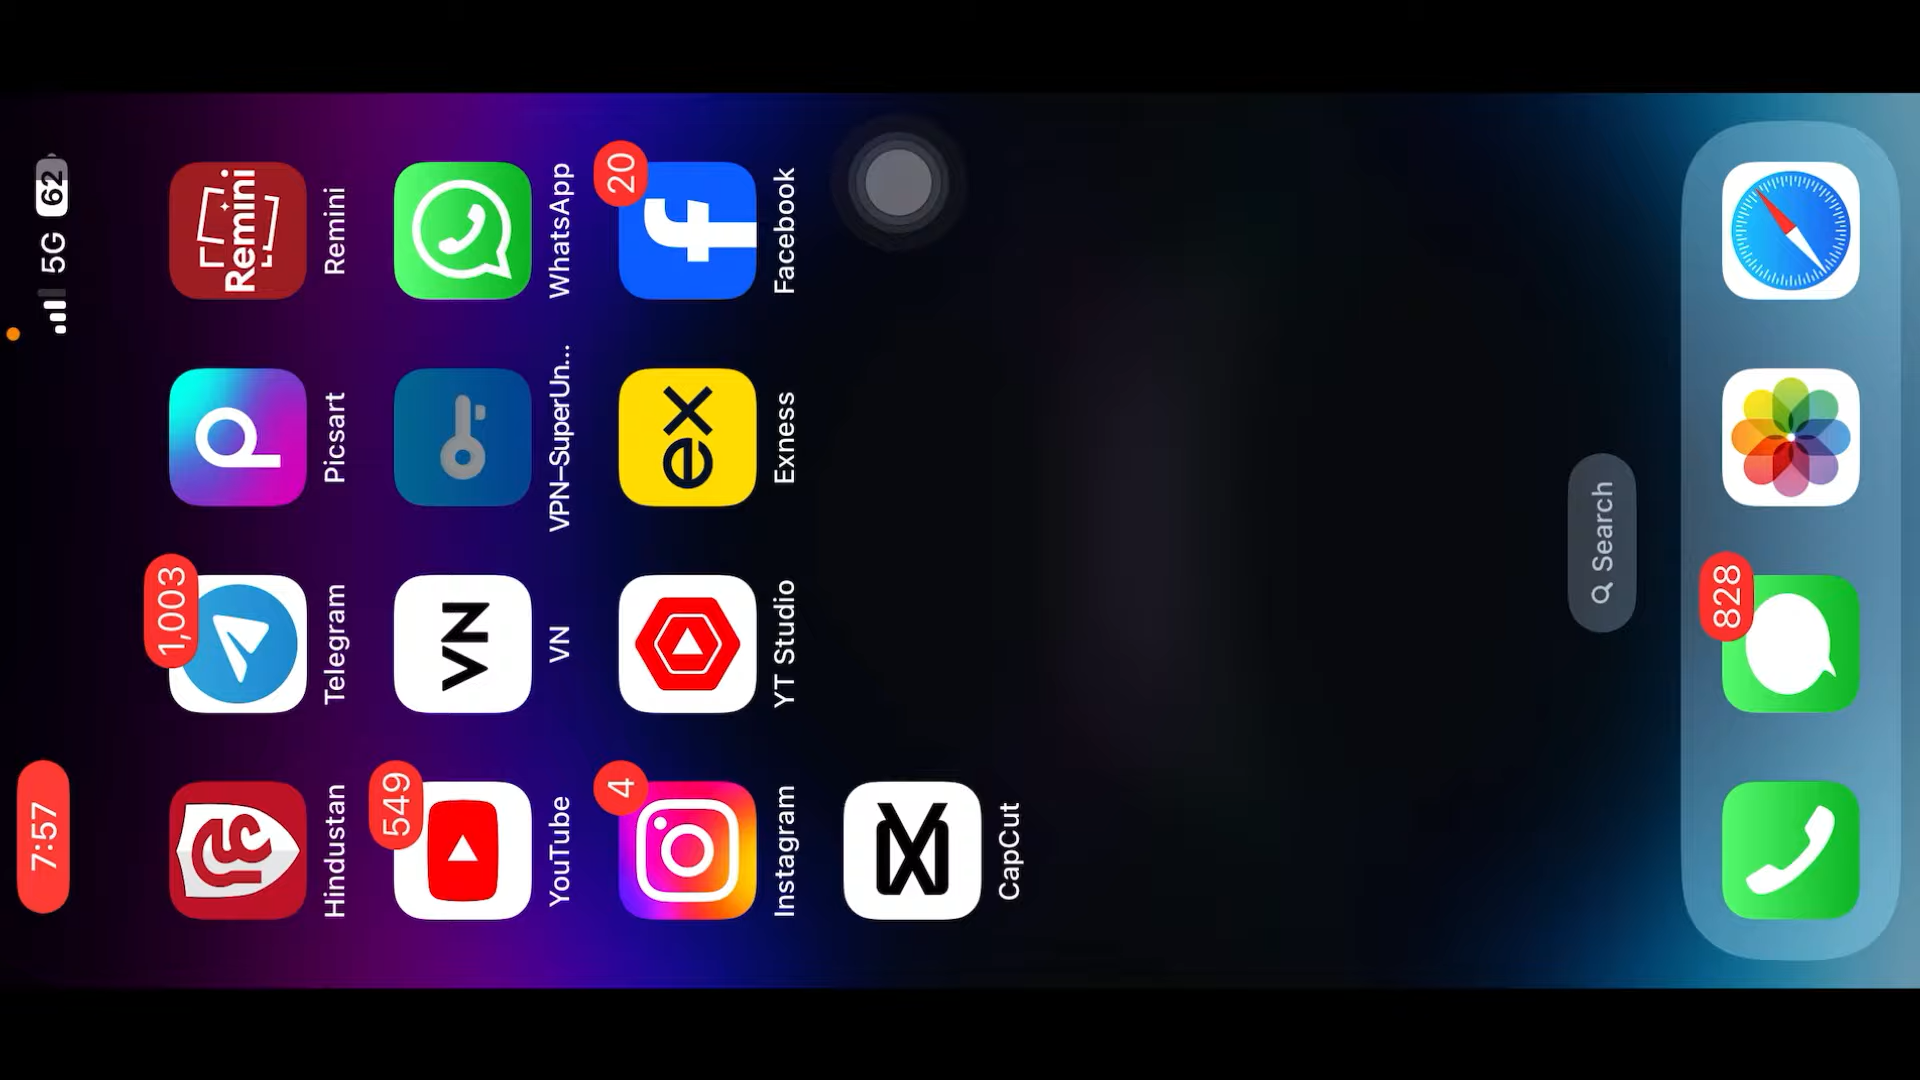 7:57
5G 62
1,003
Remini
Hindustan Telegram Picsart Remini
549
VN
YouTube VN VPN–SuperUn... WhatsApp
4 20
ex f
Instagram YT Studio Exness Facebook
CapCut
Search
828